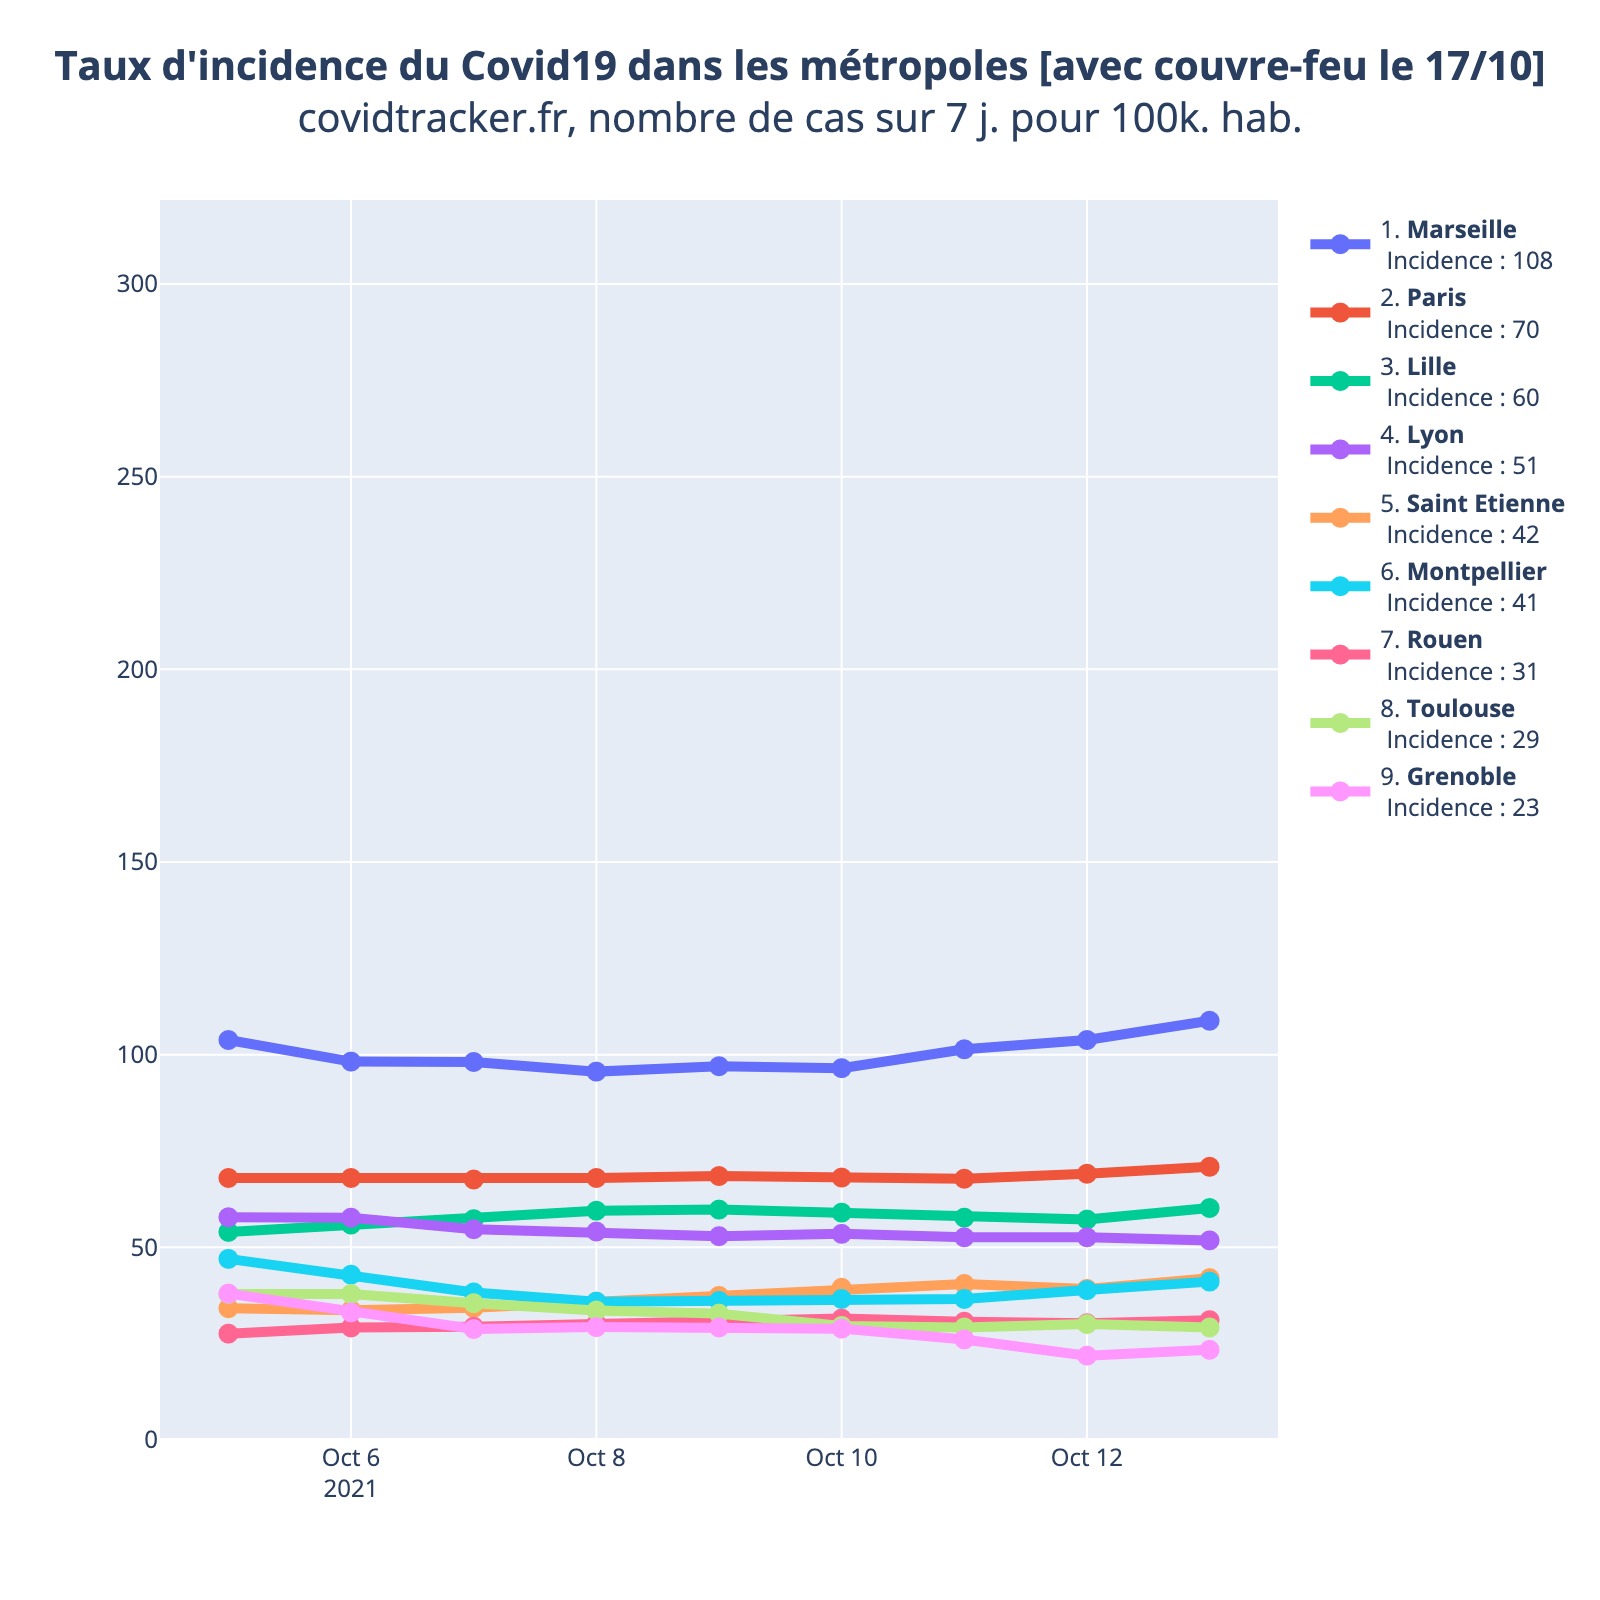 Taux d'incidence du Covid19 dans les métropoles [avec couvre-feu le 17/10]
covidtracker.fr, nombre de cas sur 7 j. pour 100k. hab.
300
250
200
150
100
50
0
Oct 6
2021
Oct 8
Oct 10
Oct 12
1. Marseille
Incidence : 108
2. Paris
Incidence : 70
3. Lille
Incidence : 60
4. Lyon
Incidence : 51
5. Saint Etienne
Incidence : 42
6. Montpellier
Incidence : 41
7. Rouen
Incidence : 31
8. Toulouse
Incidence : 29
9. Grenoble
Incidence : 23